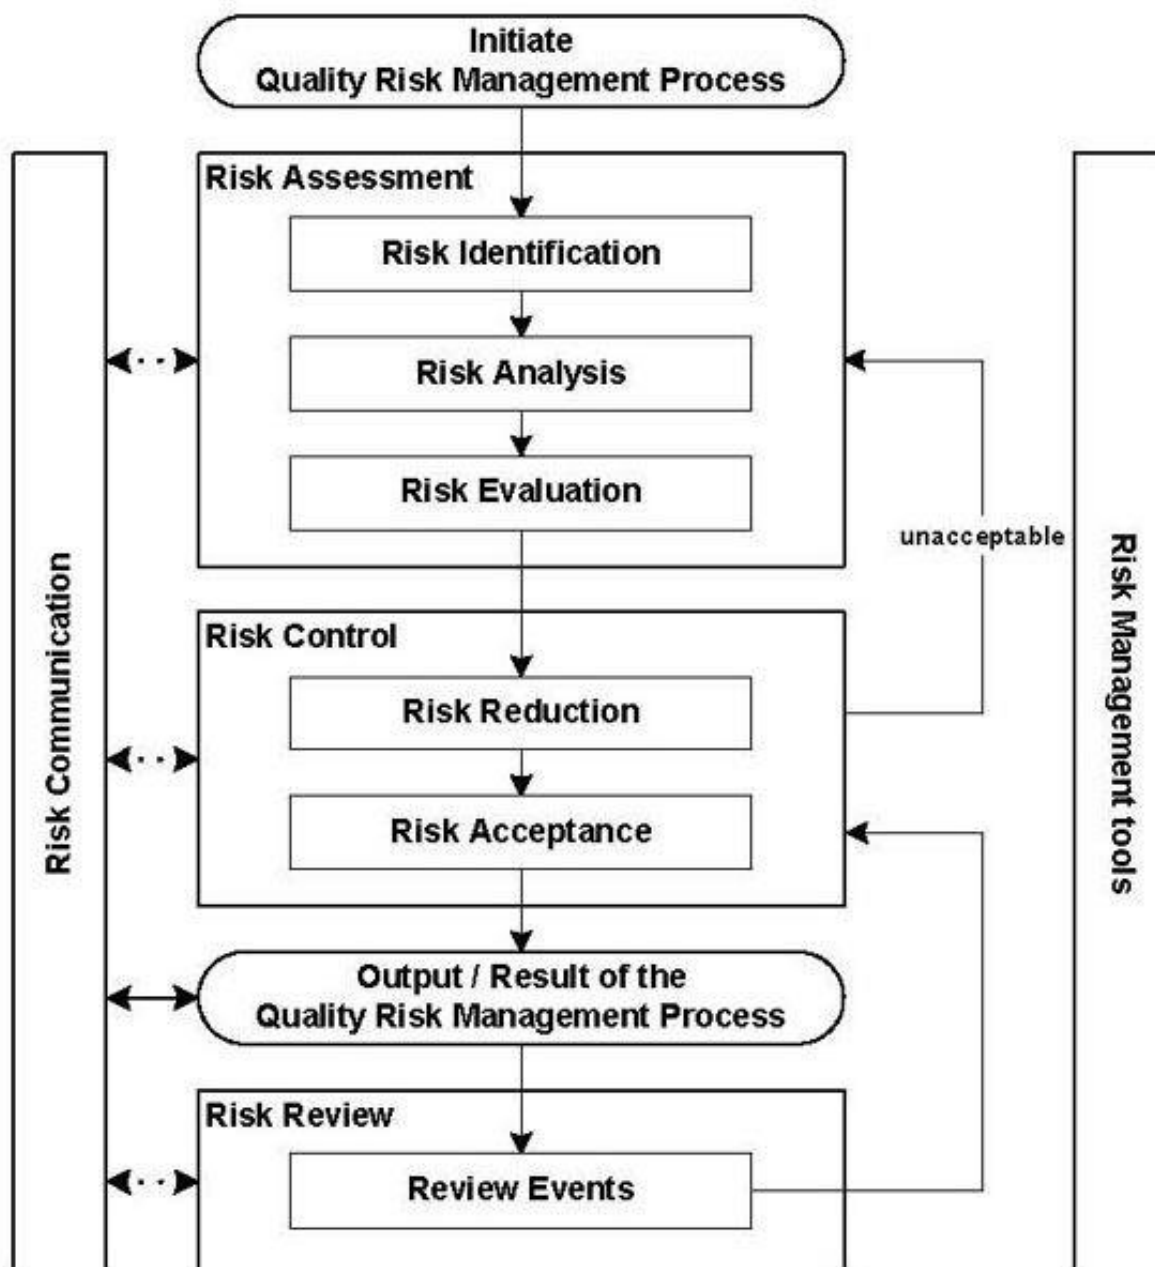 Initiate
Quality Risk Management Process
Risk Assessment
Risk Identification
Risk Analysis
Risk Evaluation
unacceptable
Risk Control
Risk Reduction
Risk Acceptance
Output / Result of the
Quality Risk Management Process
Risk Review
Review Events
Risk Communication
Risk Management tools